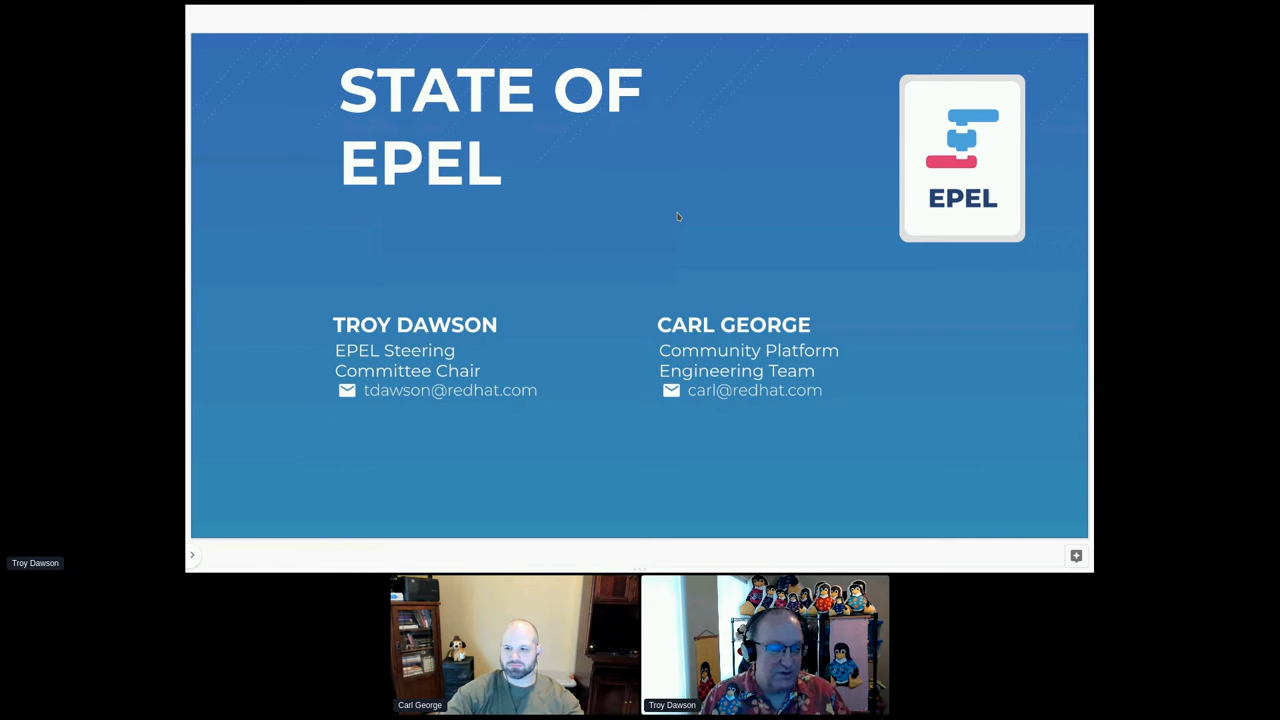 STATE OF
EPEL
EPEL
TROY DAWSON
EPEL Steering
Committee Chair
tdawson@redhat.com
CARL GEORGE
Community Platform
Engineering Team
carl@redhat.com
Troy Dawson
Carl George
Troy Dawson